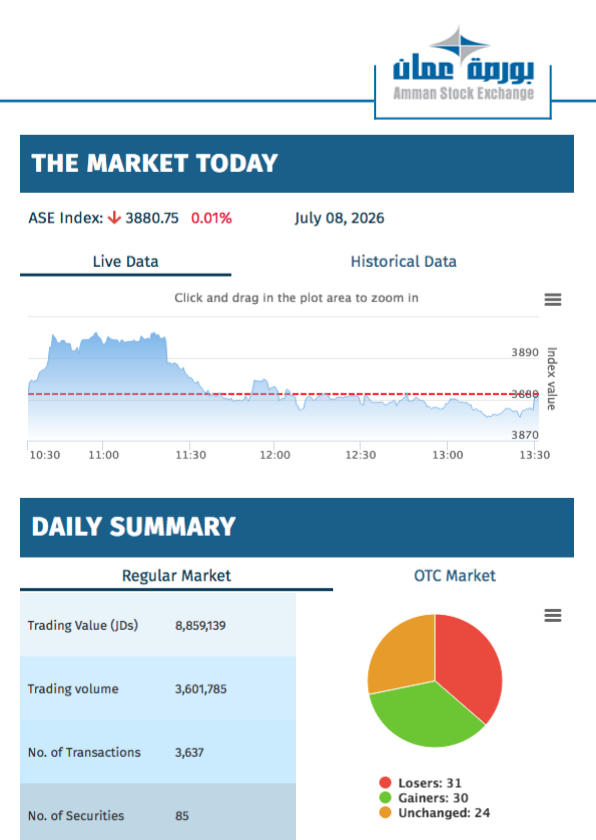 بورصة عمان
Amman Stock Exchange
THE MARKET TODAY
ASE Index: 3880.75 0.01% July 08, 2026
Live Data Historical Data
Click and drag in the plot area to zoom in
3890
3880
3870
Index value
10:30 11:00 11:30 12:00 12:30 13:00 13:30
DAILY SUMMARY
Regular Market OTC Market
Trading Value (JDs) 8,859,139
Trading volume 3,601,785
No. of Transactions 3,637
No. of Securities 85
Losers: 31
Gainers: 30
Unchanged: 24